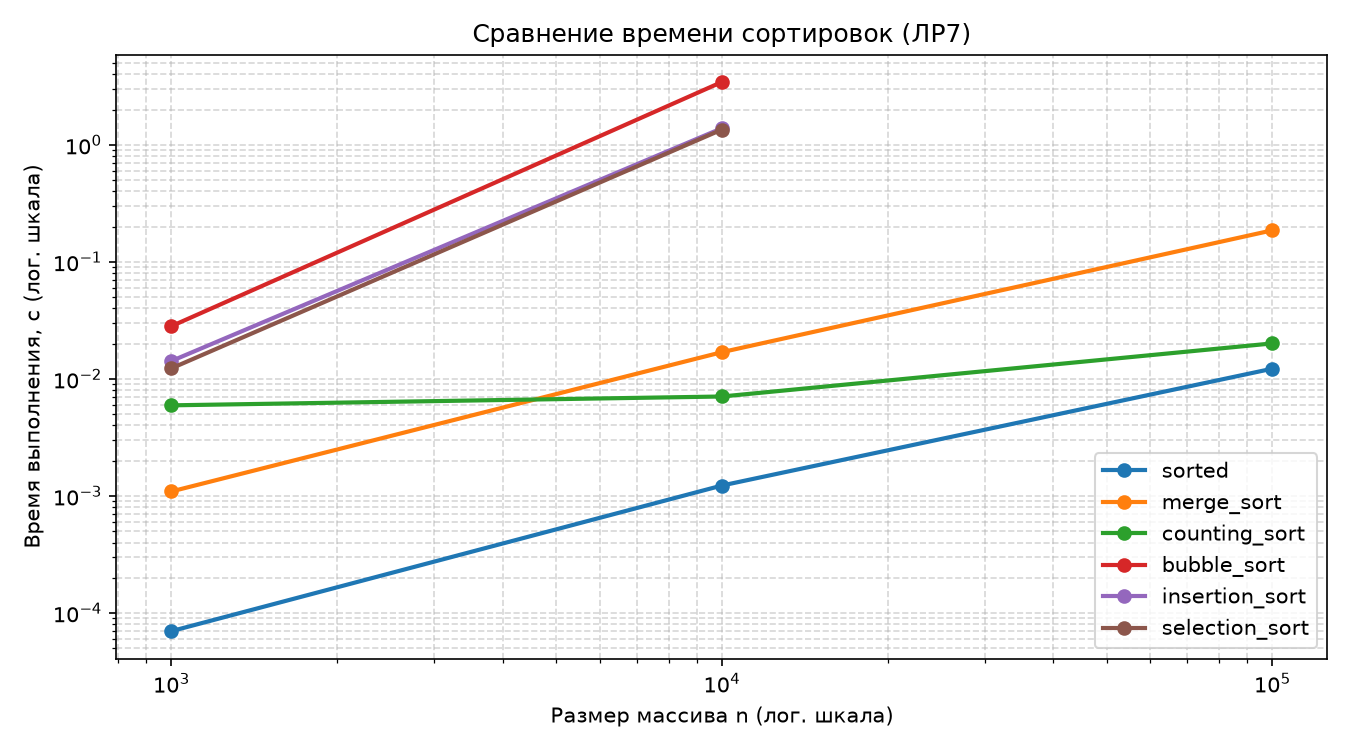 Сравнение времени сортировок (ЛР7)
Время выполнения, с (лог. шкала)
10⁰
10⁻¹
10⁻²
10⁻³
10⁻⁴
sorted
merge_sort
counting_sort
bubble_sort
insertion_sort
selection_sort
10³ 10⁴ 10⁵
Размер массива n (лог. шкала)